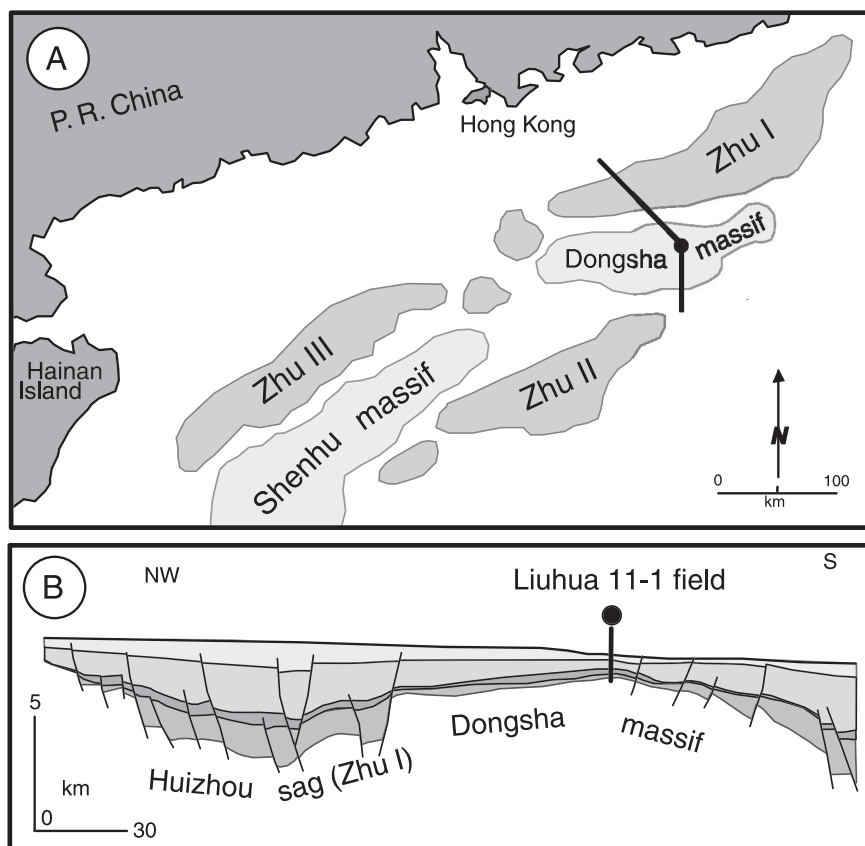 A
P. R. China
Hong Kong
Zhu I
Dongsha massif
Zhu III
Hainan
Island
Zhu II
Shenhu massif
N
0 100
km
B
NW
S
Liuhua 11-1 field
5
Dongsha massif
Huizhou sag (Zhu I)
km
0 30